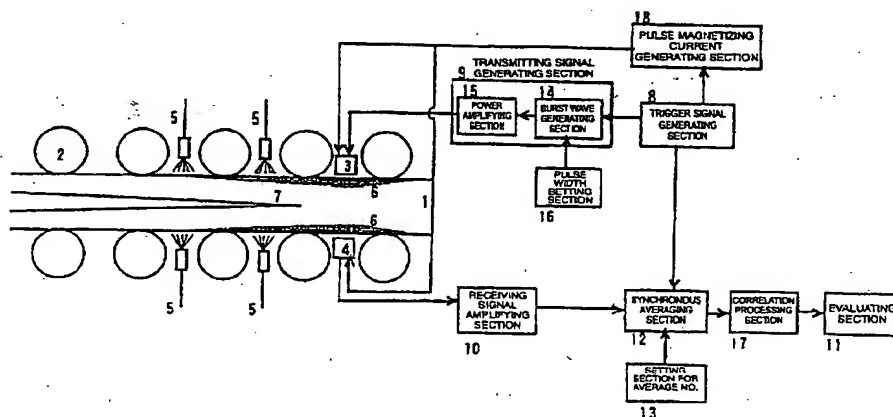 18
PULSE MAGNETIZING
CURRENT
GENERATING SECTION
TRANSMITTING SIGNAL
GENERATING SECTION
9
15
14
8
POWER
AMPLIFYING
SECTION
BURST WAVE
GENERATING
SECTION
TRIGGER SIGNAL
GENERATING
SECTION
PULSE
WIDTH
SETTING
SECTION
16
5
5
2
3
6
7
1
6
4
5
5
RECEIVING
SIGNAL
AMPLIFYING
SECTION
10
SYNCHRONOUS
AVERAGING
SECTION
12
CORRELATION
PROCESSING
SECTION
17
EVALUATING
SECTION
11
SETTING
SECTION FOR
AVERAGE NO.
13